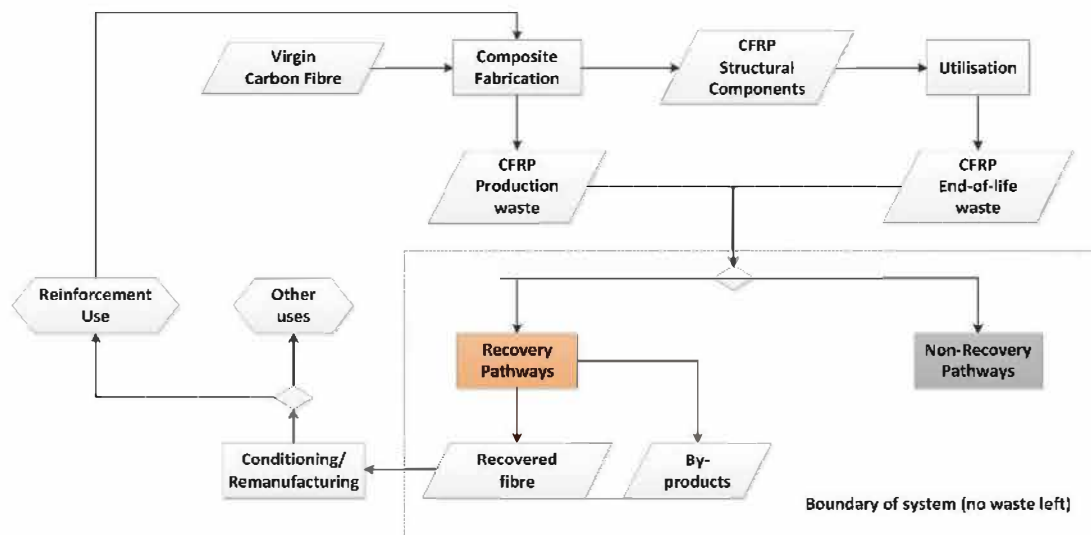 Virgin
Carbon Fibre
Composite
Fabrication
CFRP
Structural
Components
Utilisation
CFRP
Production
waste
CFRP
End-of-life
waste
Reinforcement
Use
Other
uses
Recovery
Pathways
Non-Recovery
Pathways
Conditioning/
Remanufacturing
Recovered
fibre
By-
products
Boundary of system (no waste left)